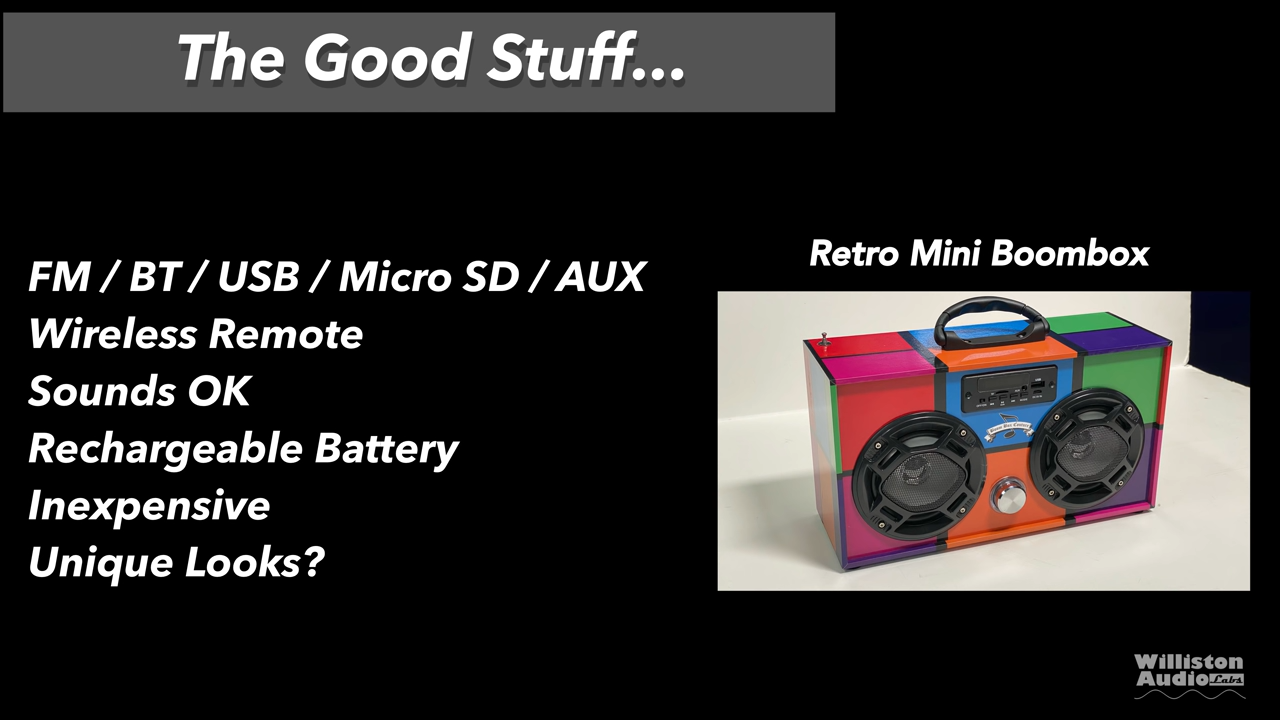 The Good Stuff...
FM / BT / USB / Micro SD / AUX
Wireless Remote
Sounds OK
Rechargeable Battery
Inexpensive
Unique Looks?
Retro Mini Boombox
Williston
Audio Labs